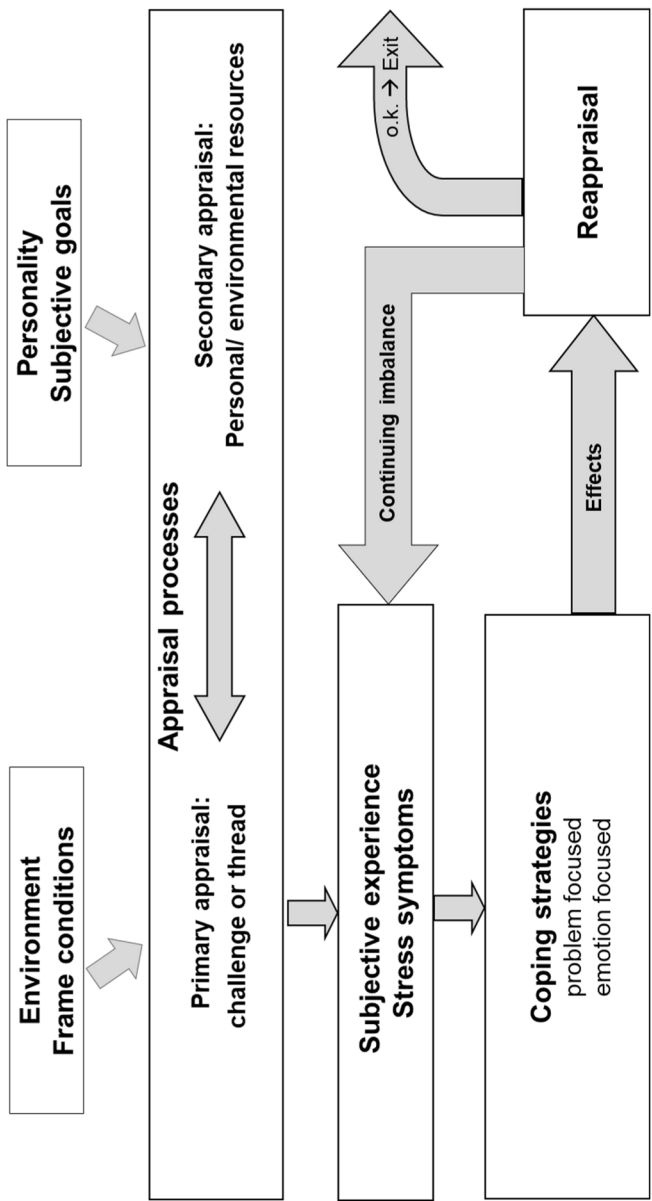 Environment
Frame conditions
Personality
Subjective goals
Appraisal processes
Primary appraisal:
challenge or thread
Secondary appraisal:
Personal/ environmental resources
Subjective experience
Stress symptoms
Continuing imbalance
o.k. → Exit
Coping strategies
problem focused
emotion focused
Effects
Reappraisal